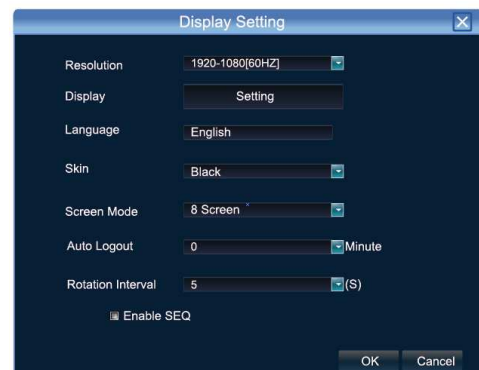 Display Setting
Resolution 1920-1080[60HZ]
Display Setting
Language English
Skin Black
Screen Mode 8 Screen
Auto Logout 0 Minute
Rotation Interval 5 (S)
Enable SEQ
OK Cancel